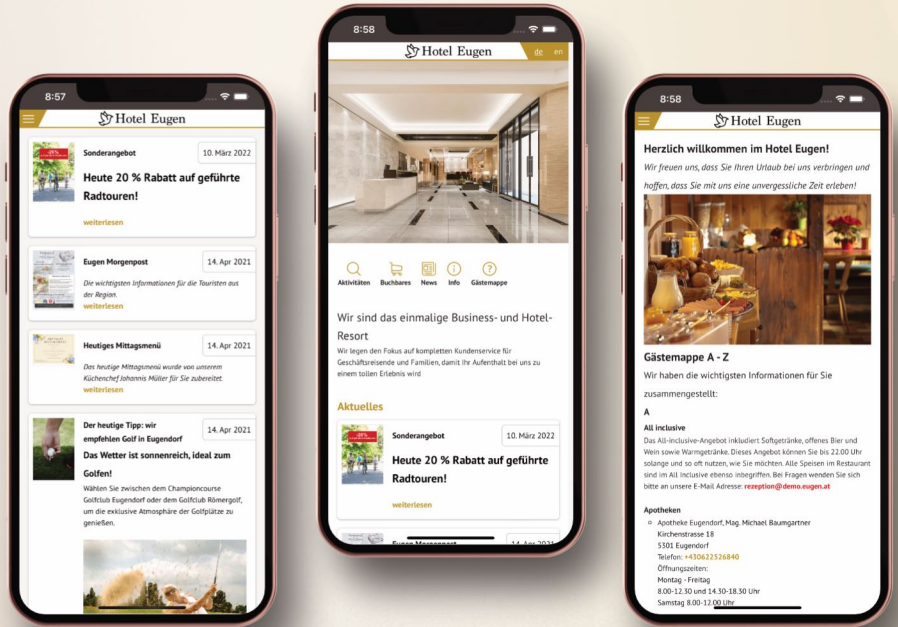 8:57
Hotel Eugen
Sonderangebot
10. März 2022
Heute 20 % Rabatt auf geführte
Radtouren!
weiterlesen
Eugen Morgenpost
14. Apr 2021
Die wichtigsten Informationen für die Touristen aus
der Region.
weiterlesen
Heutiges Mittagsmenü
14. Apr 2021
Das heutige Mittagsmenü wurde von unserem
Küchenchef Johannis Müller für Sie zubereitet.
weiterlesen
Der heutige Tipp: wir
empfehlen Golf in Eugendorf
14. Apr 2021
Das Wetter ist sonnenreich, ideal zum
Golfen!
Wählen Sie zwischen dem Championcourse
Golfclub Eugendorf oder dem Golfclub Römergolf,
um die exklusive Atmosphäre der Golfplätze zu
genießen.
8:58
Hotel Eugen
de en
Aktivitäten Buchbares News Info Gästemappe
Wir sind das einmalige Business- und Hotel-
Resort
Wir legen den Fokus auf kompletten Kundenservice für
Geschäftsreisende und Familien, damit Ihr Aufenthalt bei uns zu
einem tollen Erlebnis wird
Aktuelles
-20%
Sonderangebot
10. März 2022
Heute 20 % Rabatt auf geführte
Radtouren!
weiterlesen
Eugen Morgenpost
14. Apr 2021
8:58
Hotel Eugen
Herzlich willkommen im Hotel Eugen!
Wir freuen uns, dass Sie Ihren Urlaub bei uns verbringen und
hoffen, dass Sie mit uns eine unvergessliche Zeit erleben!
Gästemappe A - Z
Wir haben die wichtigsten Informationen für Sie
zusammengestellt:
A
All inclusive
Das All-inclusive-Angebot inkludiert Softgetränke, offenes Bier und
Wein sowie Warmgetränke. Dieses Angebot können Sie bis 22.00 Uhr
solange und so oft nutzen, wie Sie möchten. Alle Speisen im Restaurant
sind im All Inclusive ebenso inbegriffen. Bei Fragen wenden Sie sich
bitte an unsere E-Mail Adresse: rezeption@demo.eugen.at
Apotheken
Apotheke Eugendorf, Mag. Michael Baumgartner
Kirchenstrasse 18
5301 Eugendorf
Telefon: +430622526840
Öffnungszeiten:
Montag - Freitag
8.00-12.30 und 14.30-18.30 Uhr
Samstag 8.00-12.00 Uhr